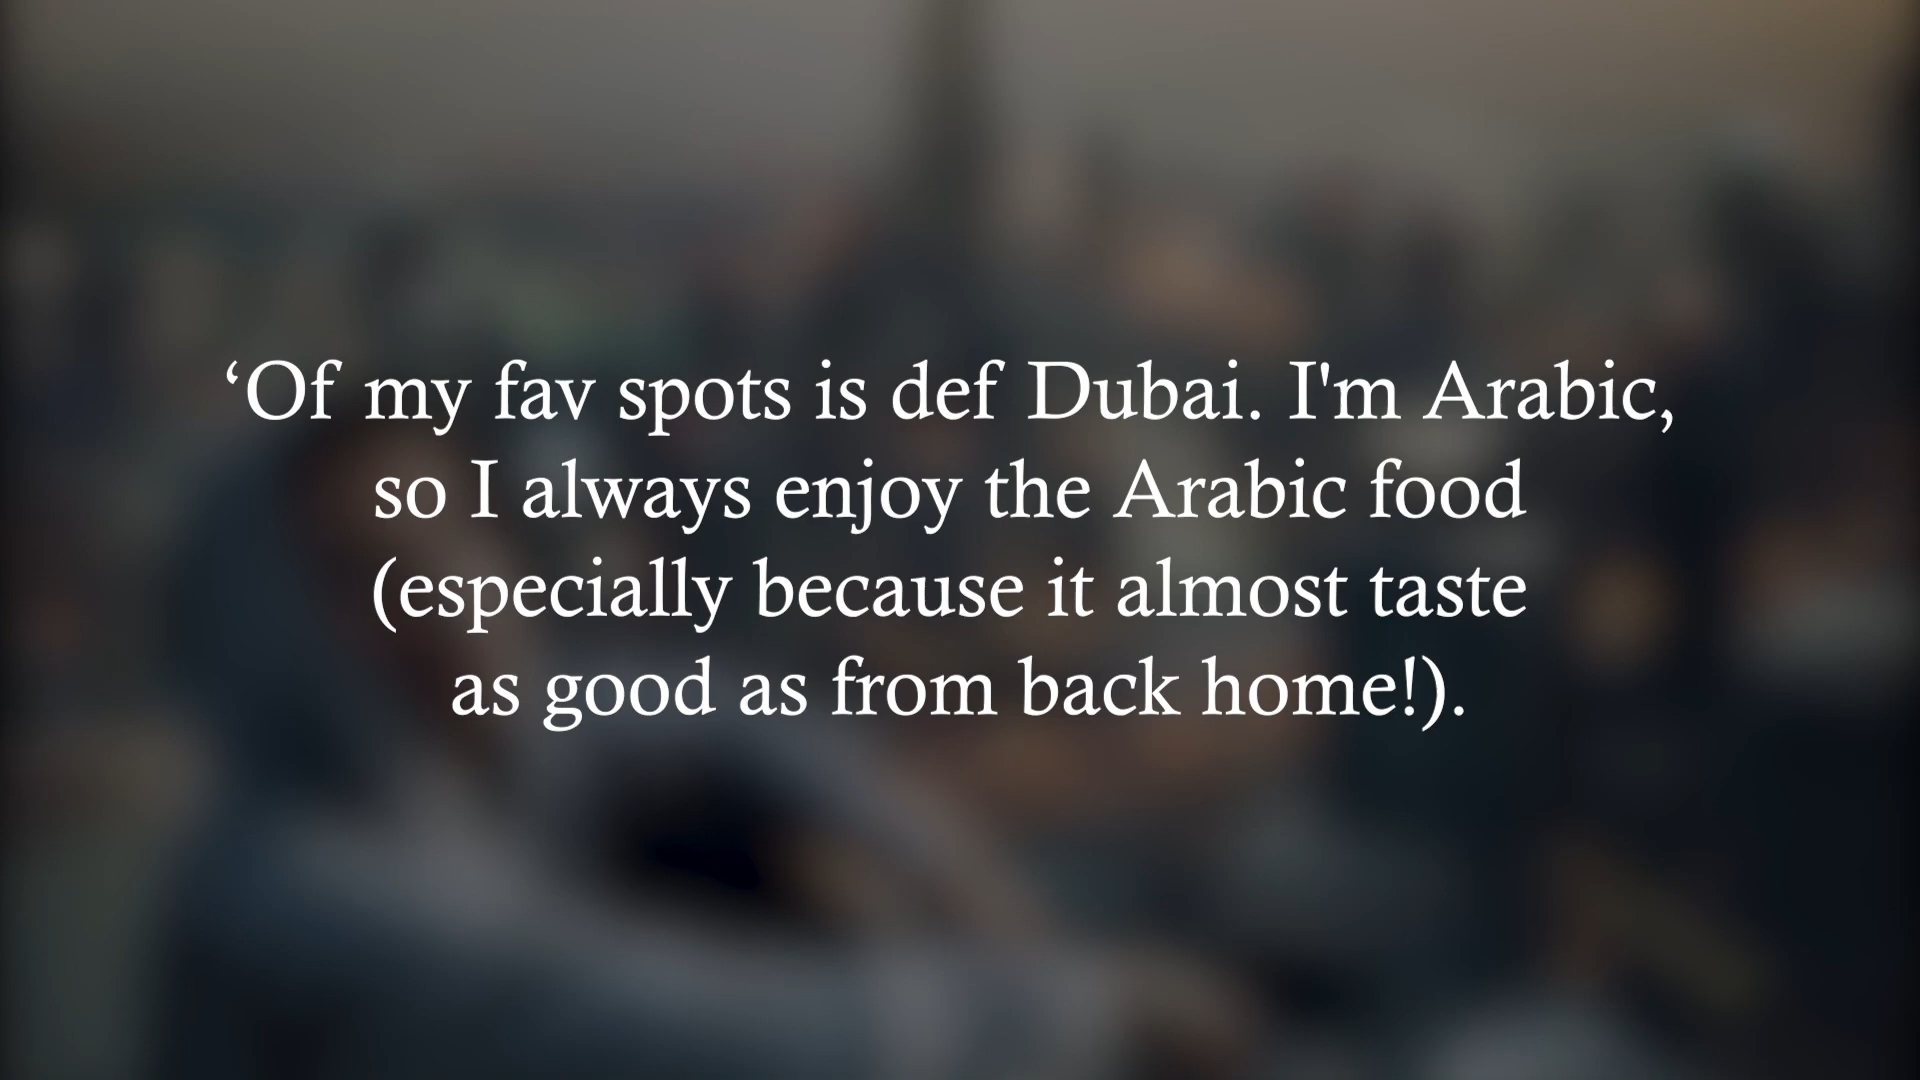 ‘Of my fav spots is def Dubai. I'm Arabic,
so I always enjoy the Arabic food
(especially because it almost taste
as good as from back home!).